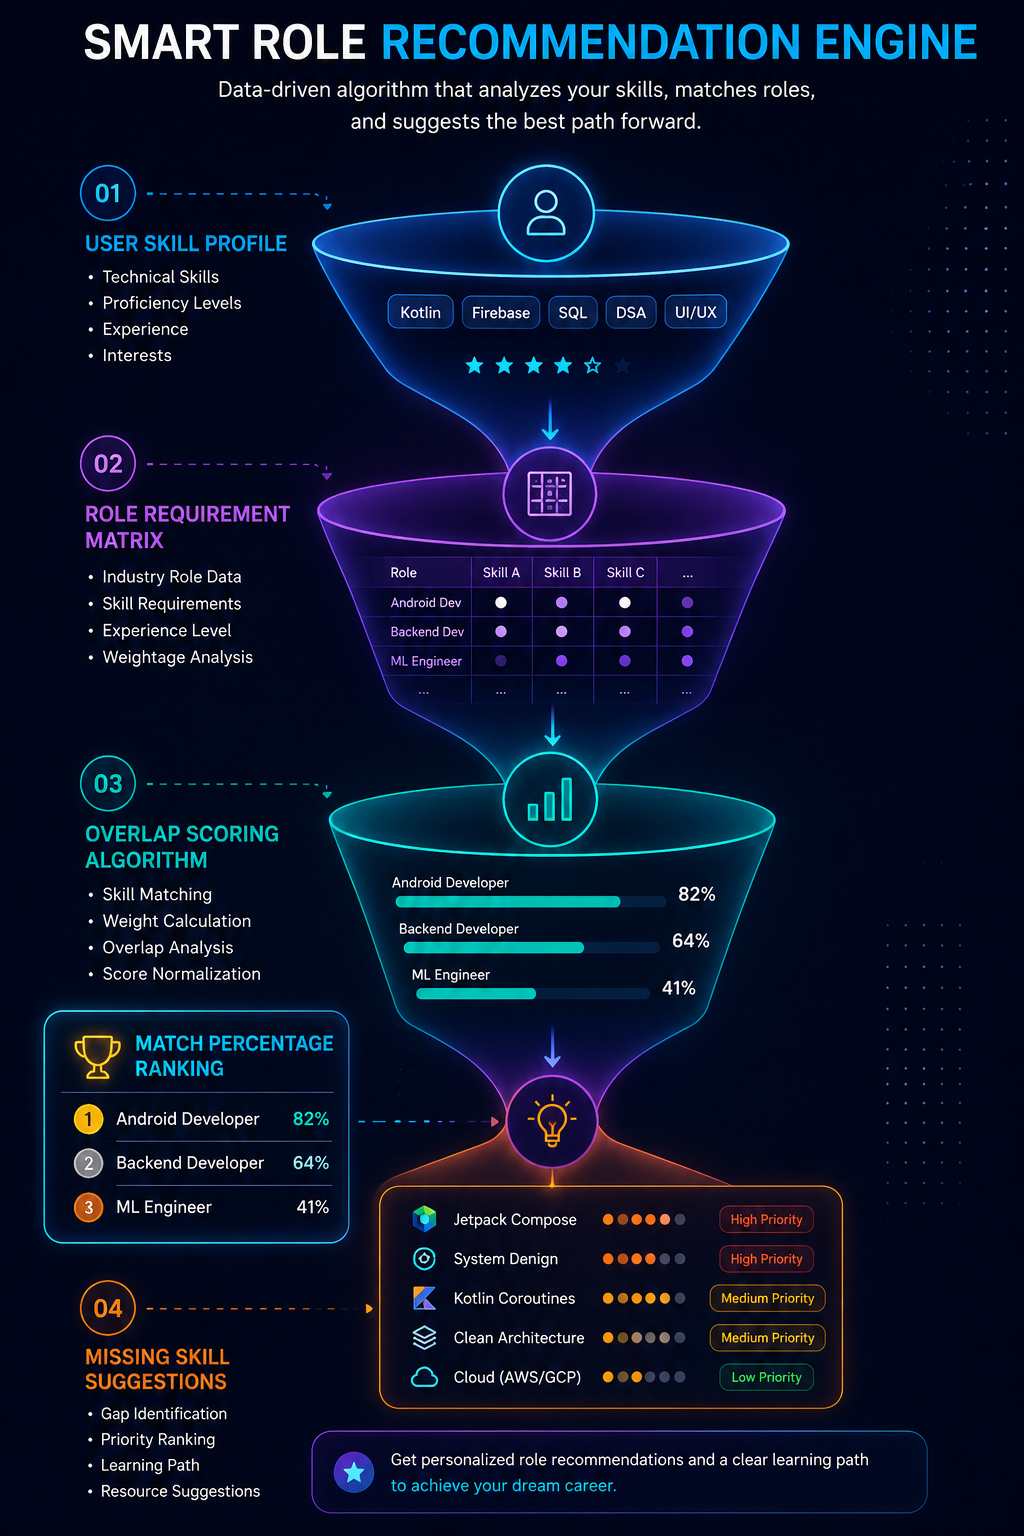 SMART ROLE RECOMMENDATION ENGINE
Data-driven algorithm that analyzes your skills, matches roles,
and suggests the best path forward.
01
USER SKILL PROFILE
• Technical Skills
• Proficiency Levels
• Experience
• Interests
Kotlin Firebase SQL DSA UI/UX
02
ROLE REQUIREMENT
MATRIX
• Industry Role Data
• Skill Requirements
• Experience Level
• Weightage Analysis
Role Skill A Skill B Skill C ...
Android Dev
Backend Dev
ML Engineer
... ... ... ... ...
03
OVERLAP SCORING
ALGORITHM
• Skill Matching
• Weight Calculation
• Overlap Analysis
• Score Normalization
Android Developer 82%
Backend Developer 64%
ML Engineer 41%
MATCH PERCENTAGE
RANKING
1 Android Developer 82%
2 Backend Developer 64%
3 ML Engineer 41%
04
MISSING SKILL
SUGGESTIONS
• Gap Identification
• Priority Ranking
• Learning Path
• Resource Suggestions
Jetpack Compose High Priority
System Denign High Priority
Kotlin Coroutines Medium Priority
Clean Architecture Medium Priority
Cloud (AWS/GCP) Low Priority
Get personalized role recommendations and a clear learning path
to achieve your dream career.